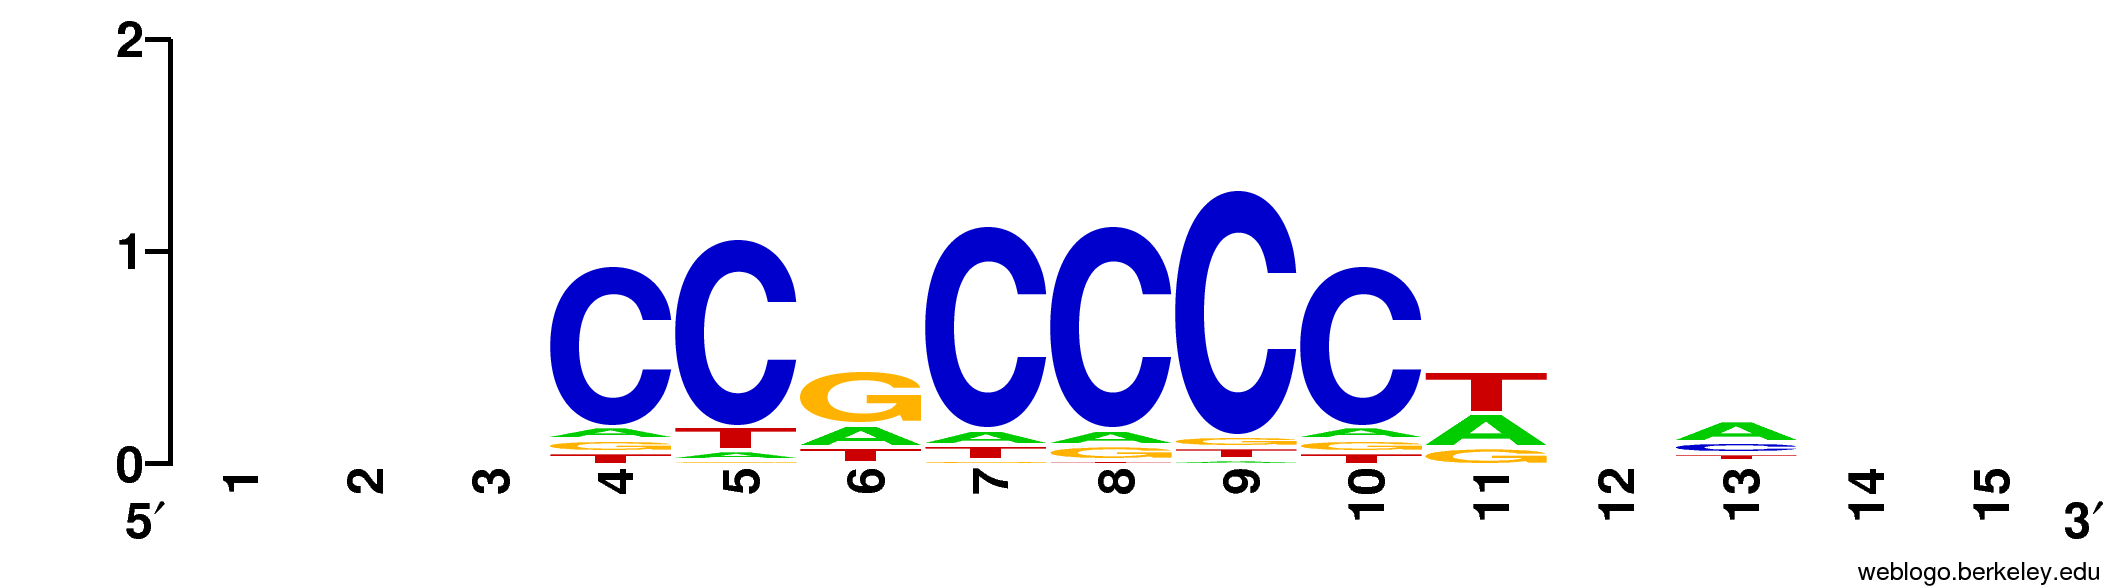 2
1
0
C C G C C C C T
A T A A A G A A A
G A T T G T G G C
T G G T A T T
1 2 3 4 5 6 7 8 9 10 11 12 13 14 15
5′ 3′
weblogo.berkeley.edu